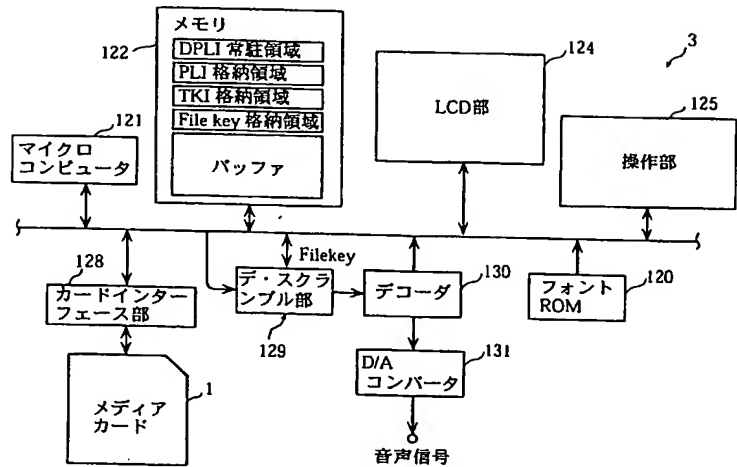 メモリ
122
DPLI 常駐領域
PLI 格納領域
TKI 格納領域
File key 格納領域
バッファ
124
LCD部
3
125
操作部
121
マイクロ
コンピュータ
Filekey
128
カードインター
フェース部
デ・スクラ
ンブル部
129
デコーダ
130
フォント
ROM
120
D/A
コンバータ
131
メディア
カード
1
音声信号